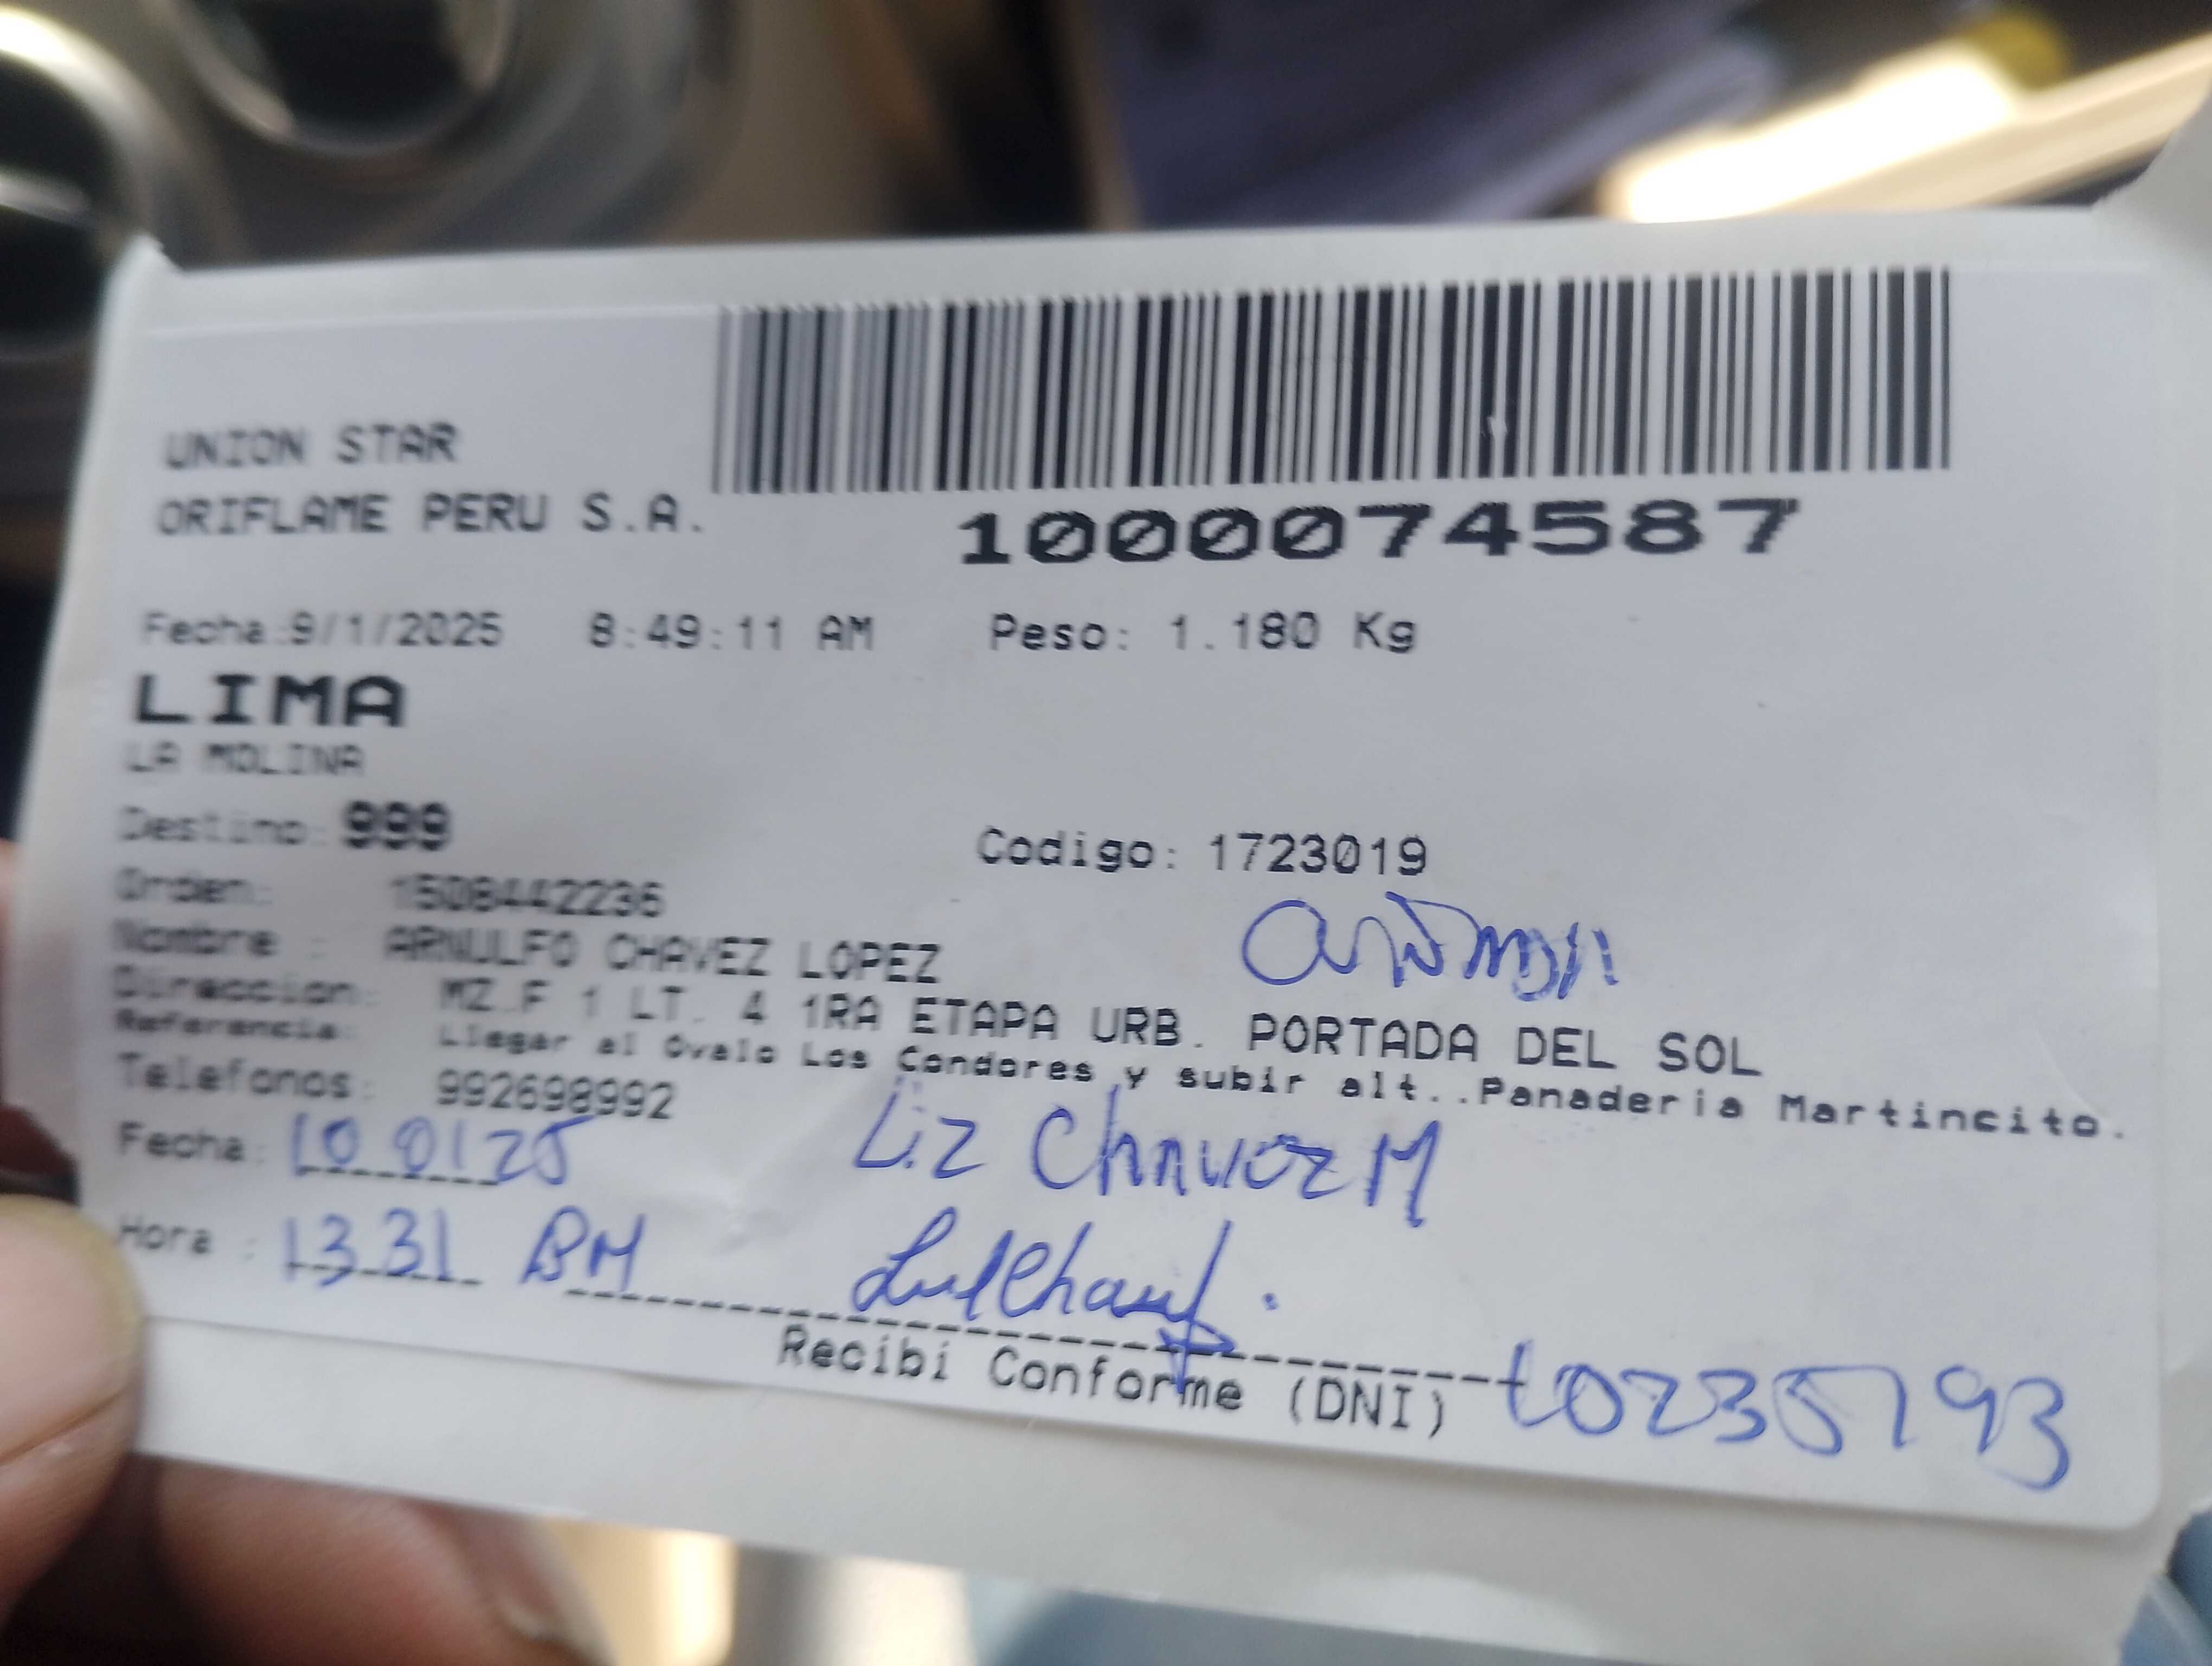 UNION STAR
ORIFLAME PERU S.A.
1000074587
Fecha:9/1/2025 8:49:11 AM Peso: 1.180 Kg
LIMA
LA MOLINA
Destino: 999
Codigo: 1723019
Orden: 1508442236
Nombre : ARNULFO CHAVEZ LOPEZ
Direccion: MZ.F 1 LT. 4 1RA ETAPA URB. PORTADA DEL SOL
Referencia: Llegar al Ovalo Los Condores y subir alt..Panaderia Martincito.
Telefonos: 992698992
Fecha: 10 01 25 Liz Chavez M
Hora : 13 31 PM
Recibi Conforme (DNI) 10235193